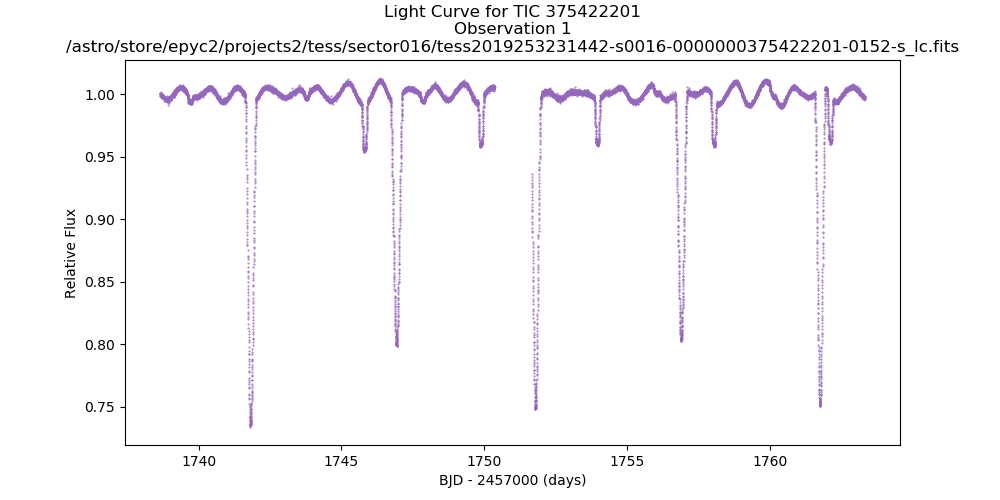 Light Curve for TIC 375422201
Observation 1
/astro/store/epyc2/projects2/tess/sector016/tess2019253231442-s0016-0000000375422201-0152-s_lc.fits
1.00
0.95
0.90
0.85
0.80
0.75
Relative Flux
1740
1745
1750
1755
1760
BJD - 2457000 (days)